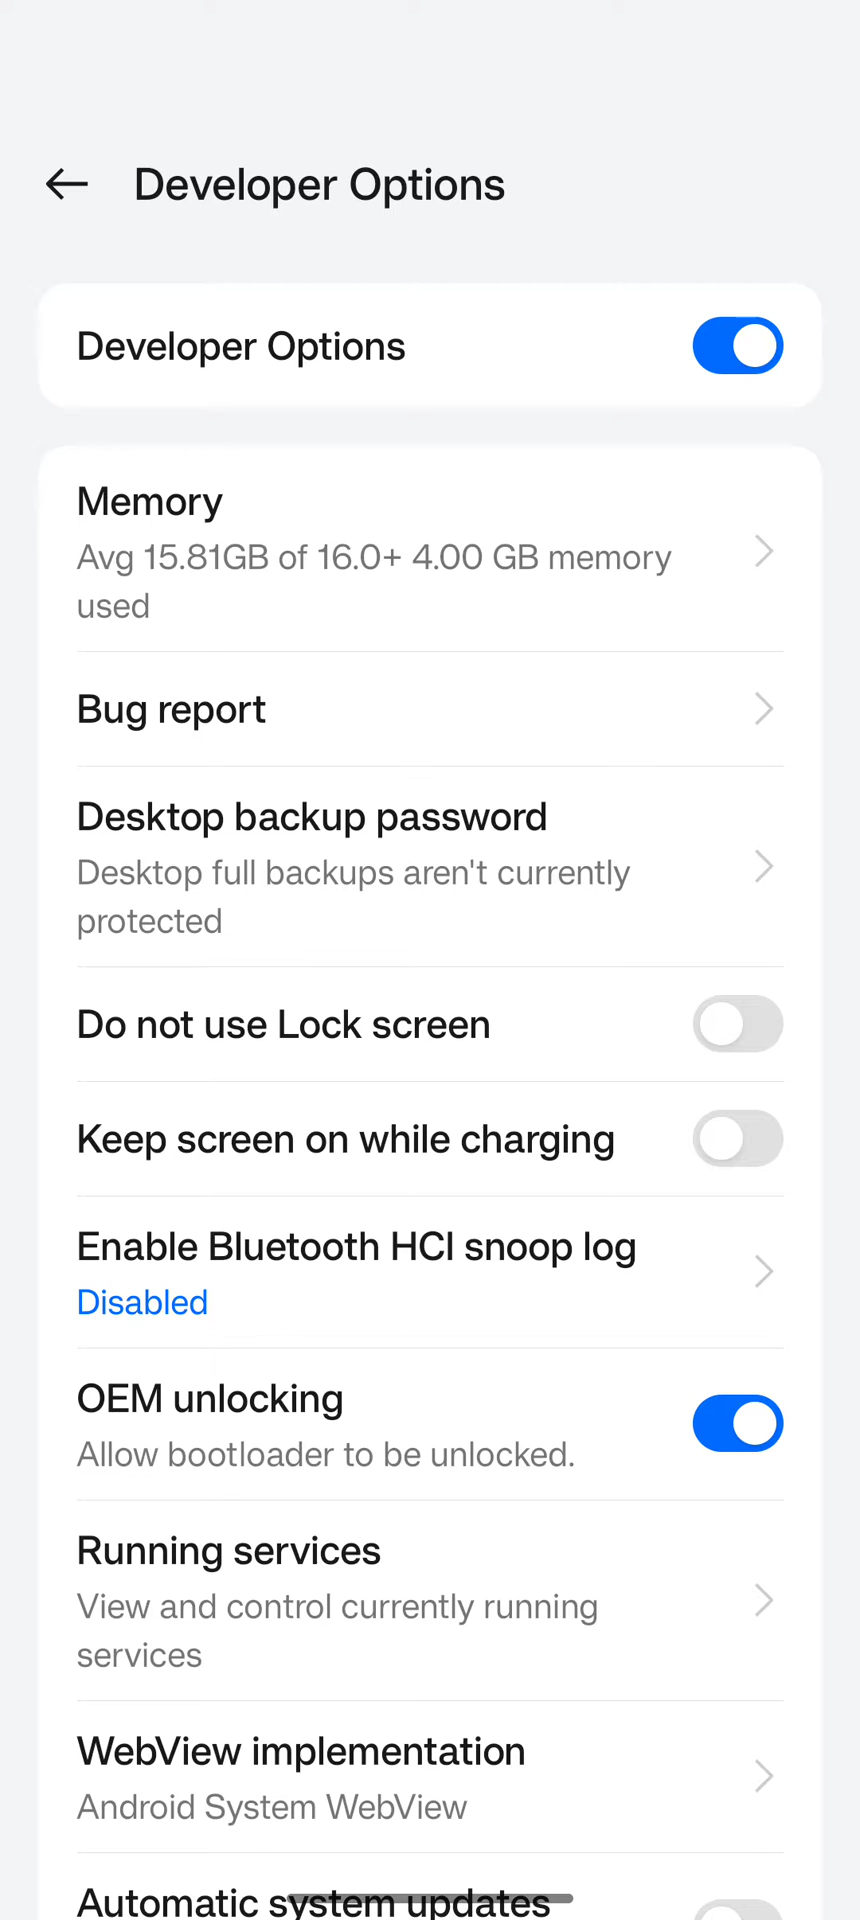 Developer Options
Developer Options
Memory
Avg 15.81GB of 16.0+ 4.00 GB memory
used
Bug report
Desktop backup password
Desktop full backups aren't currently
protected
Do not use Lock screen
Keep screen on while charging
Enable Bluetooth HCI snoop log
Disabled
OEM unlocking
Allow bootloader to be unlocked.
Running services
View and control currently running
services
WebView implementation
Android System WebView
Automatic system updates